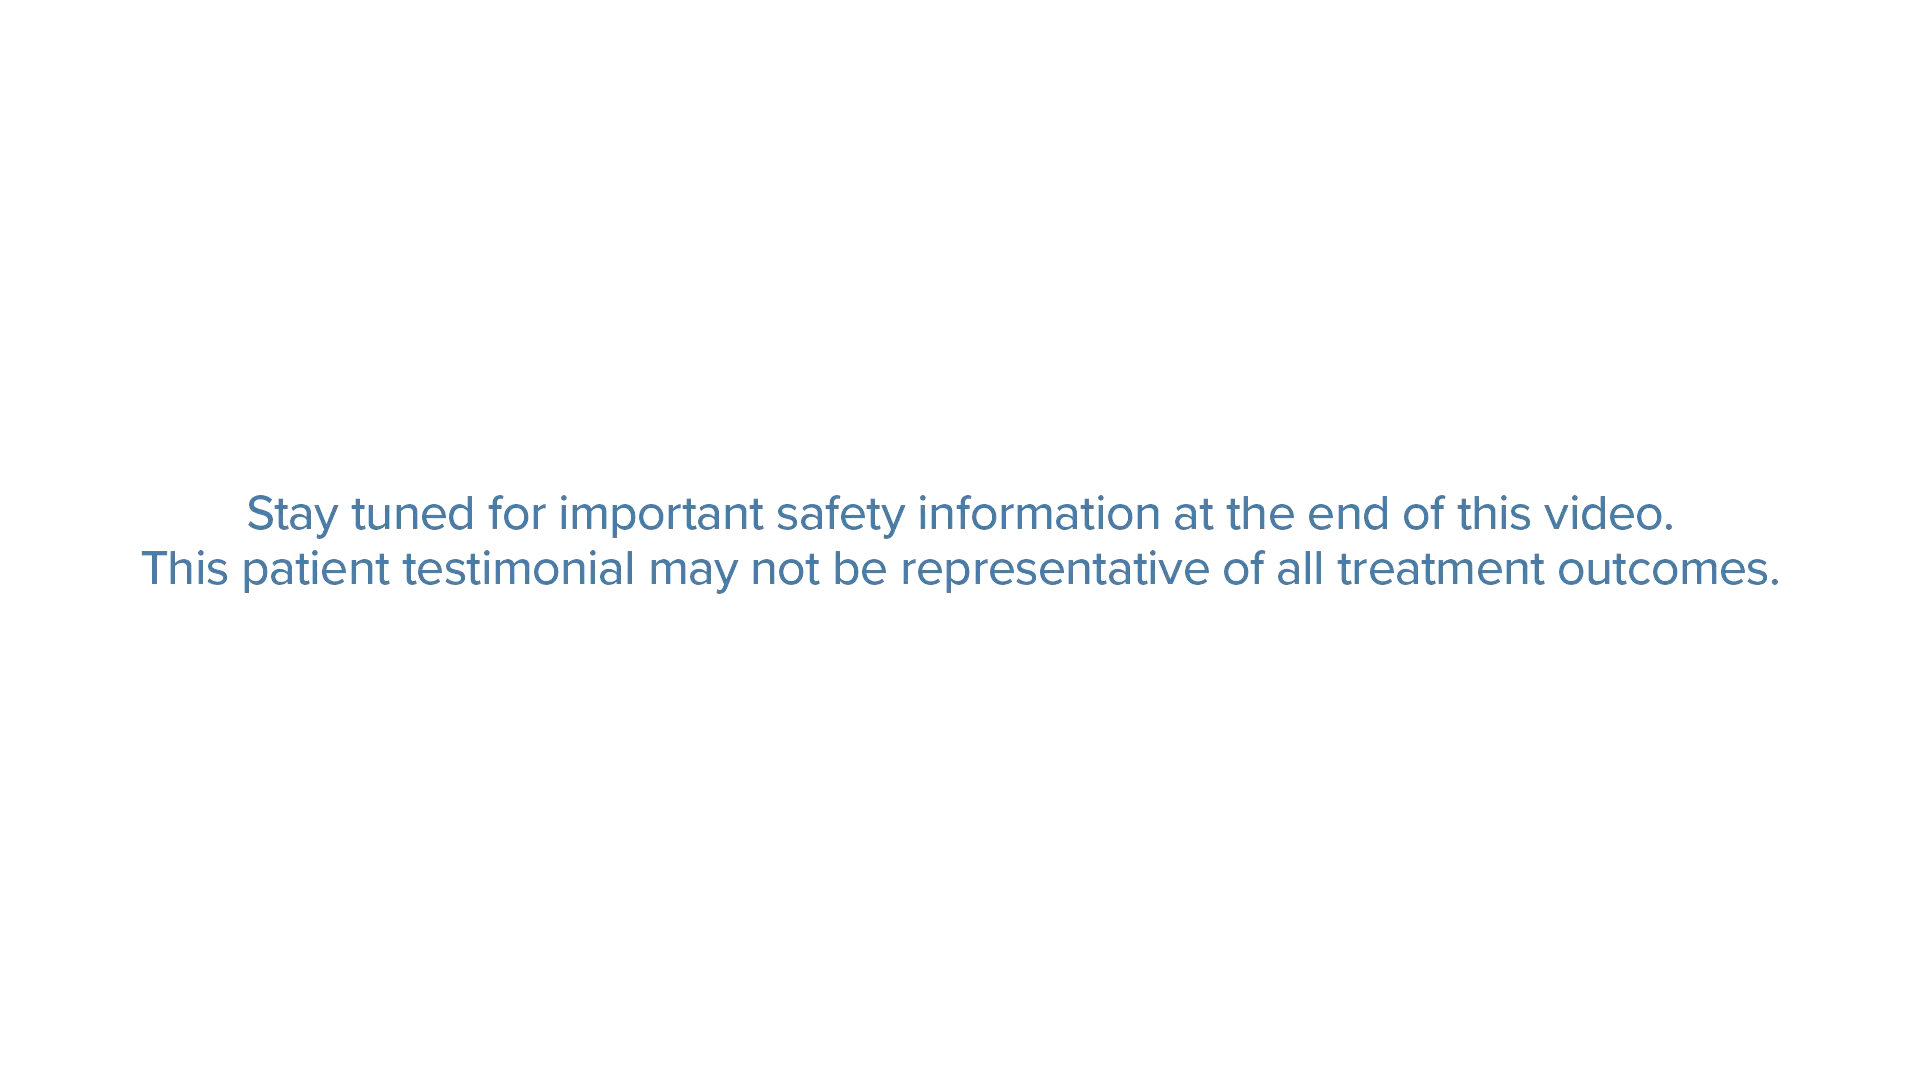 Stay tuned for important safety information at the end of this video.
This patient testimonial may not be representative of all treatment outcomes.